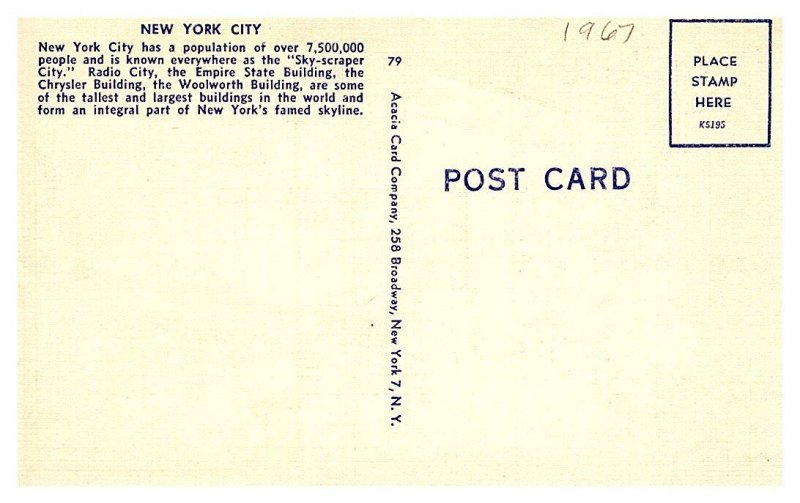 NEW YORK CITY
New York City has a population of over 7,500,000
people and is known everywhere as the "Sky-scraper
City." Radio City, the Empire State Building, the
Chrysler Building, the Woolworth Building, are some
of the tallest and largest buildings in the world and
form an integral part of New York's famed skyline.
79
Acacia Card Company, 258 Broadway, New York 7, N. Y.
1967
PLACE
STAMP
HERE
K5195
POST CARD